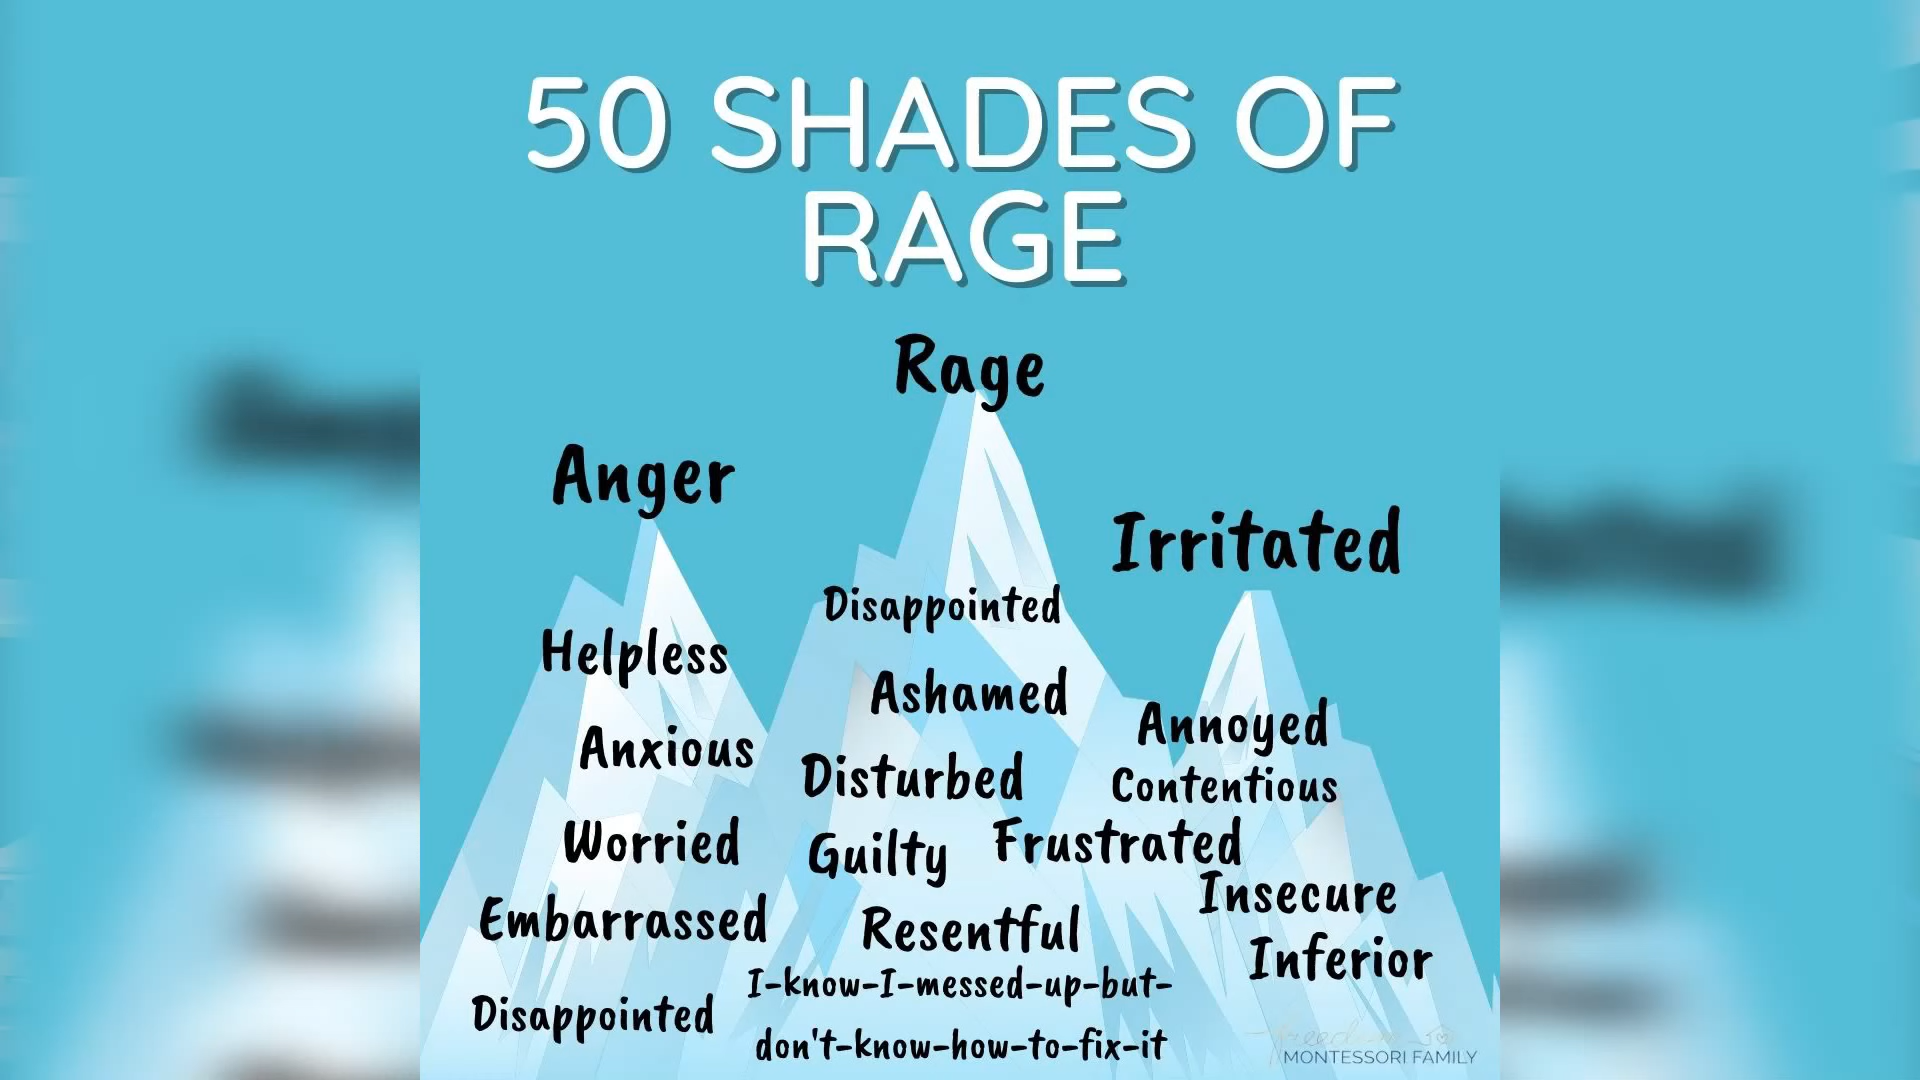 50 SHADES OF
RAGE
Rage
Anger
Irritated
Disappointed
Helpless
Ashamed
Annoyed
Anxious
Disturbed
Contentious
Worried
Guilty
Frustrated
Insecure
Embarrassed
Resentful
Inferior
I-know-I-messed-up-but-
don't-know-how-to-fix-it
Disappointed
freedom
MONTESSORI FAMILY